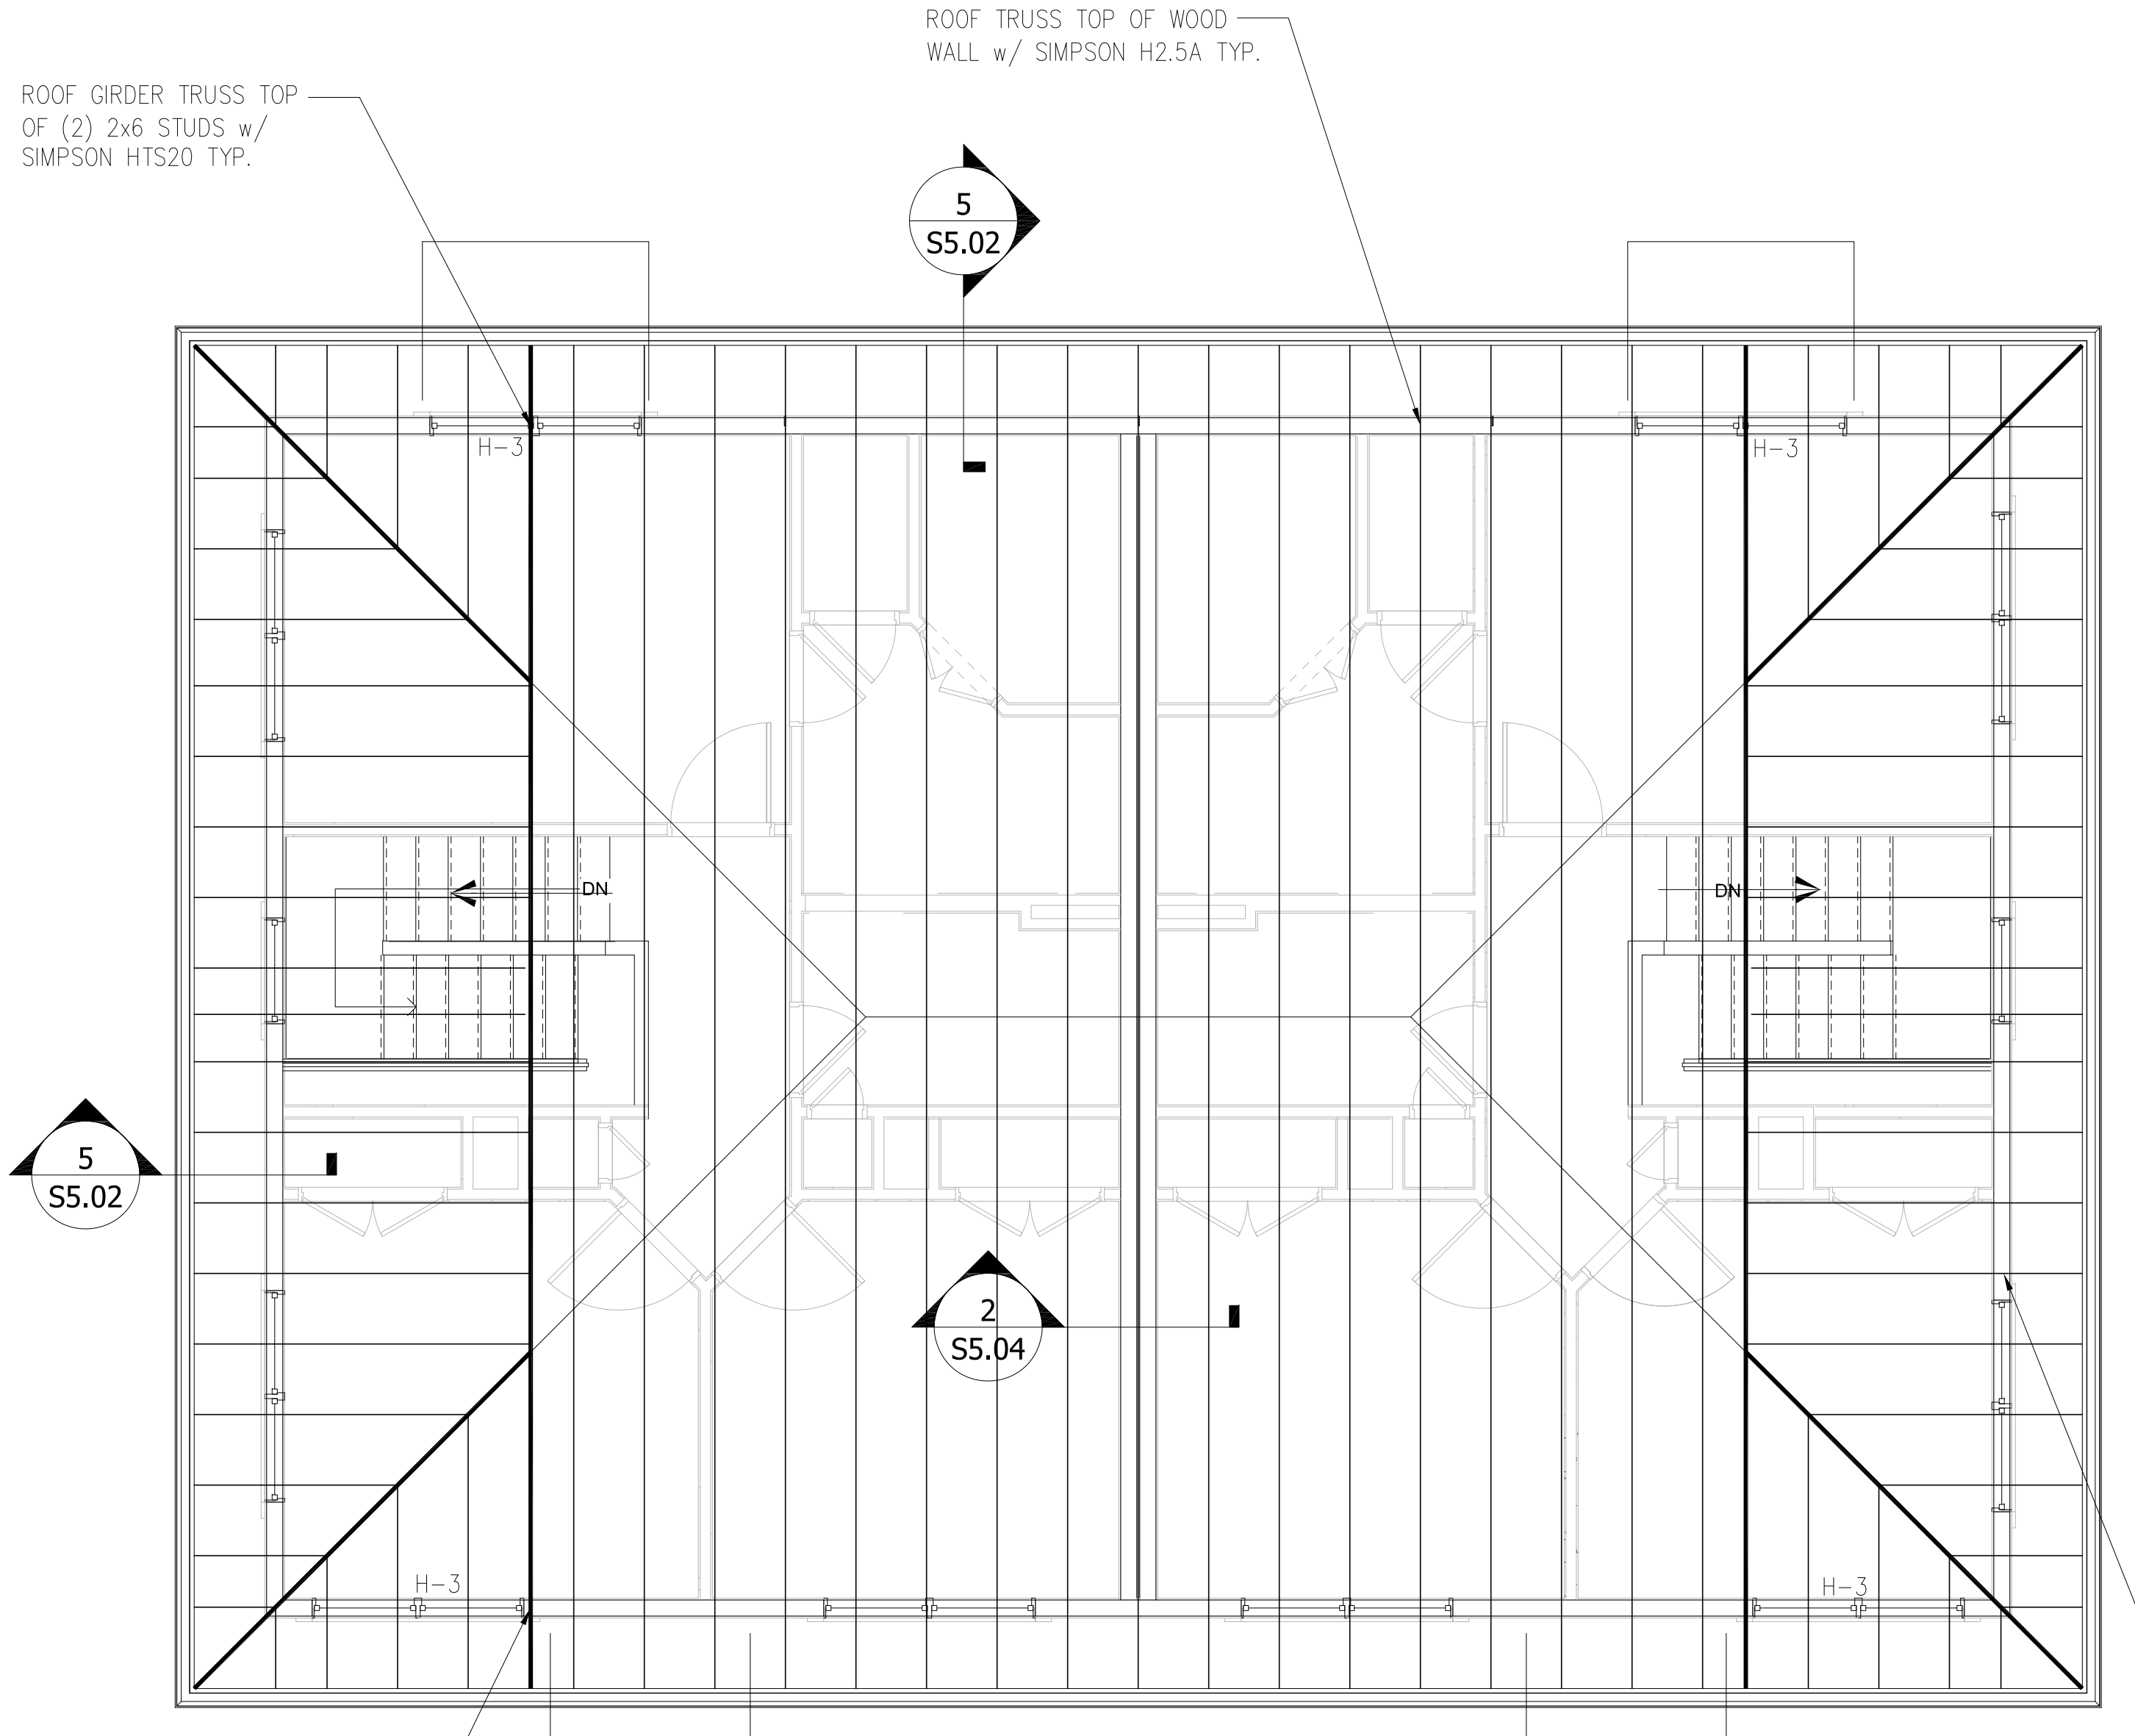 ROOF TRUSS TOP OF WOOD
WALL w/ SIMPSON H2.5A TYP.
ROOF GIRDER TRUSS TOP
OF (2) 2x6 STUDS w/
SIMPSON HTS20 TYP.
5
S5.02
H-3
H-3
DN
DN
5
S5.02
2
S5.04
H-3
H-3